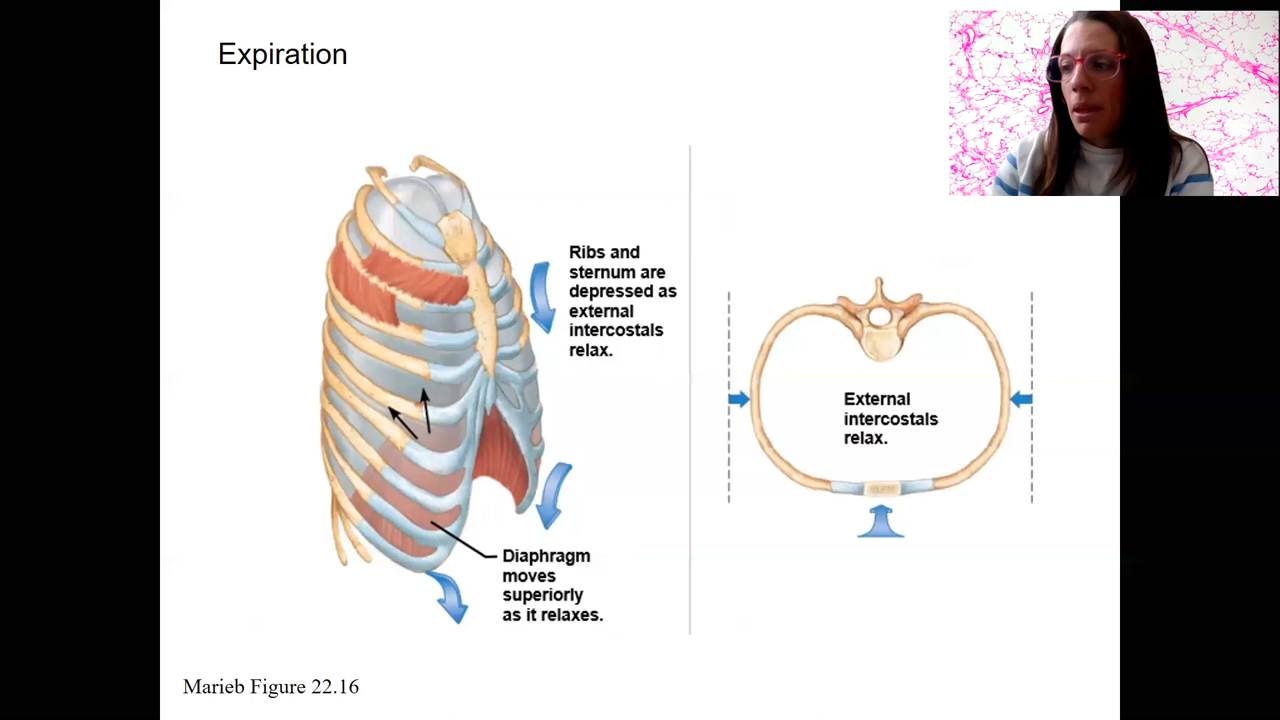 Expiration
Ribs and
sternum are
depressed as
external
intercostals
relax.
Diaphragm
moves
superiorly
as it relaxes.
External
intercostals
relax.
Marieb Figure 22.16